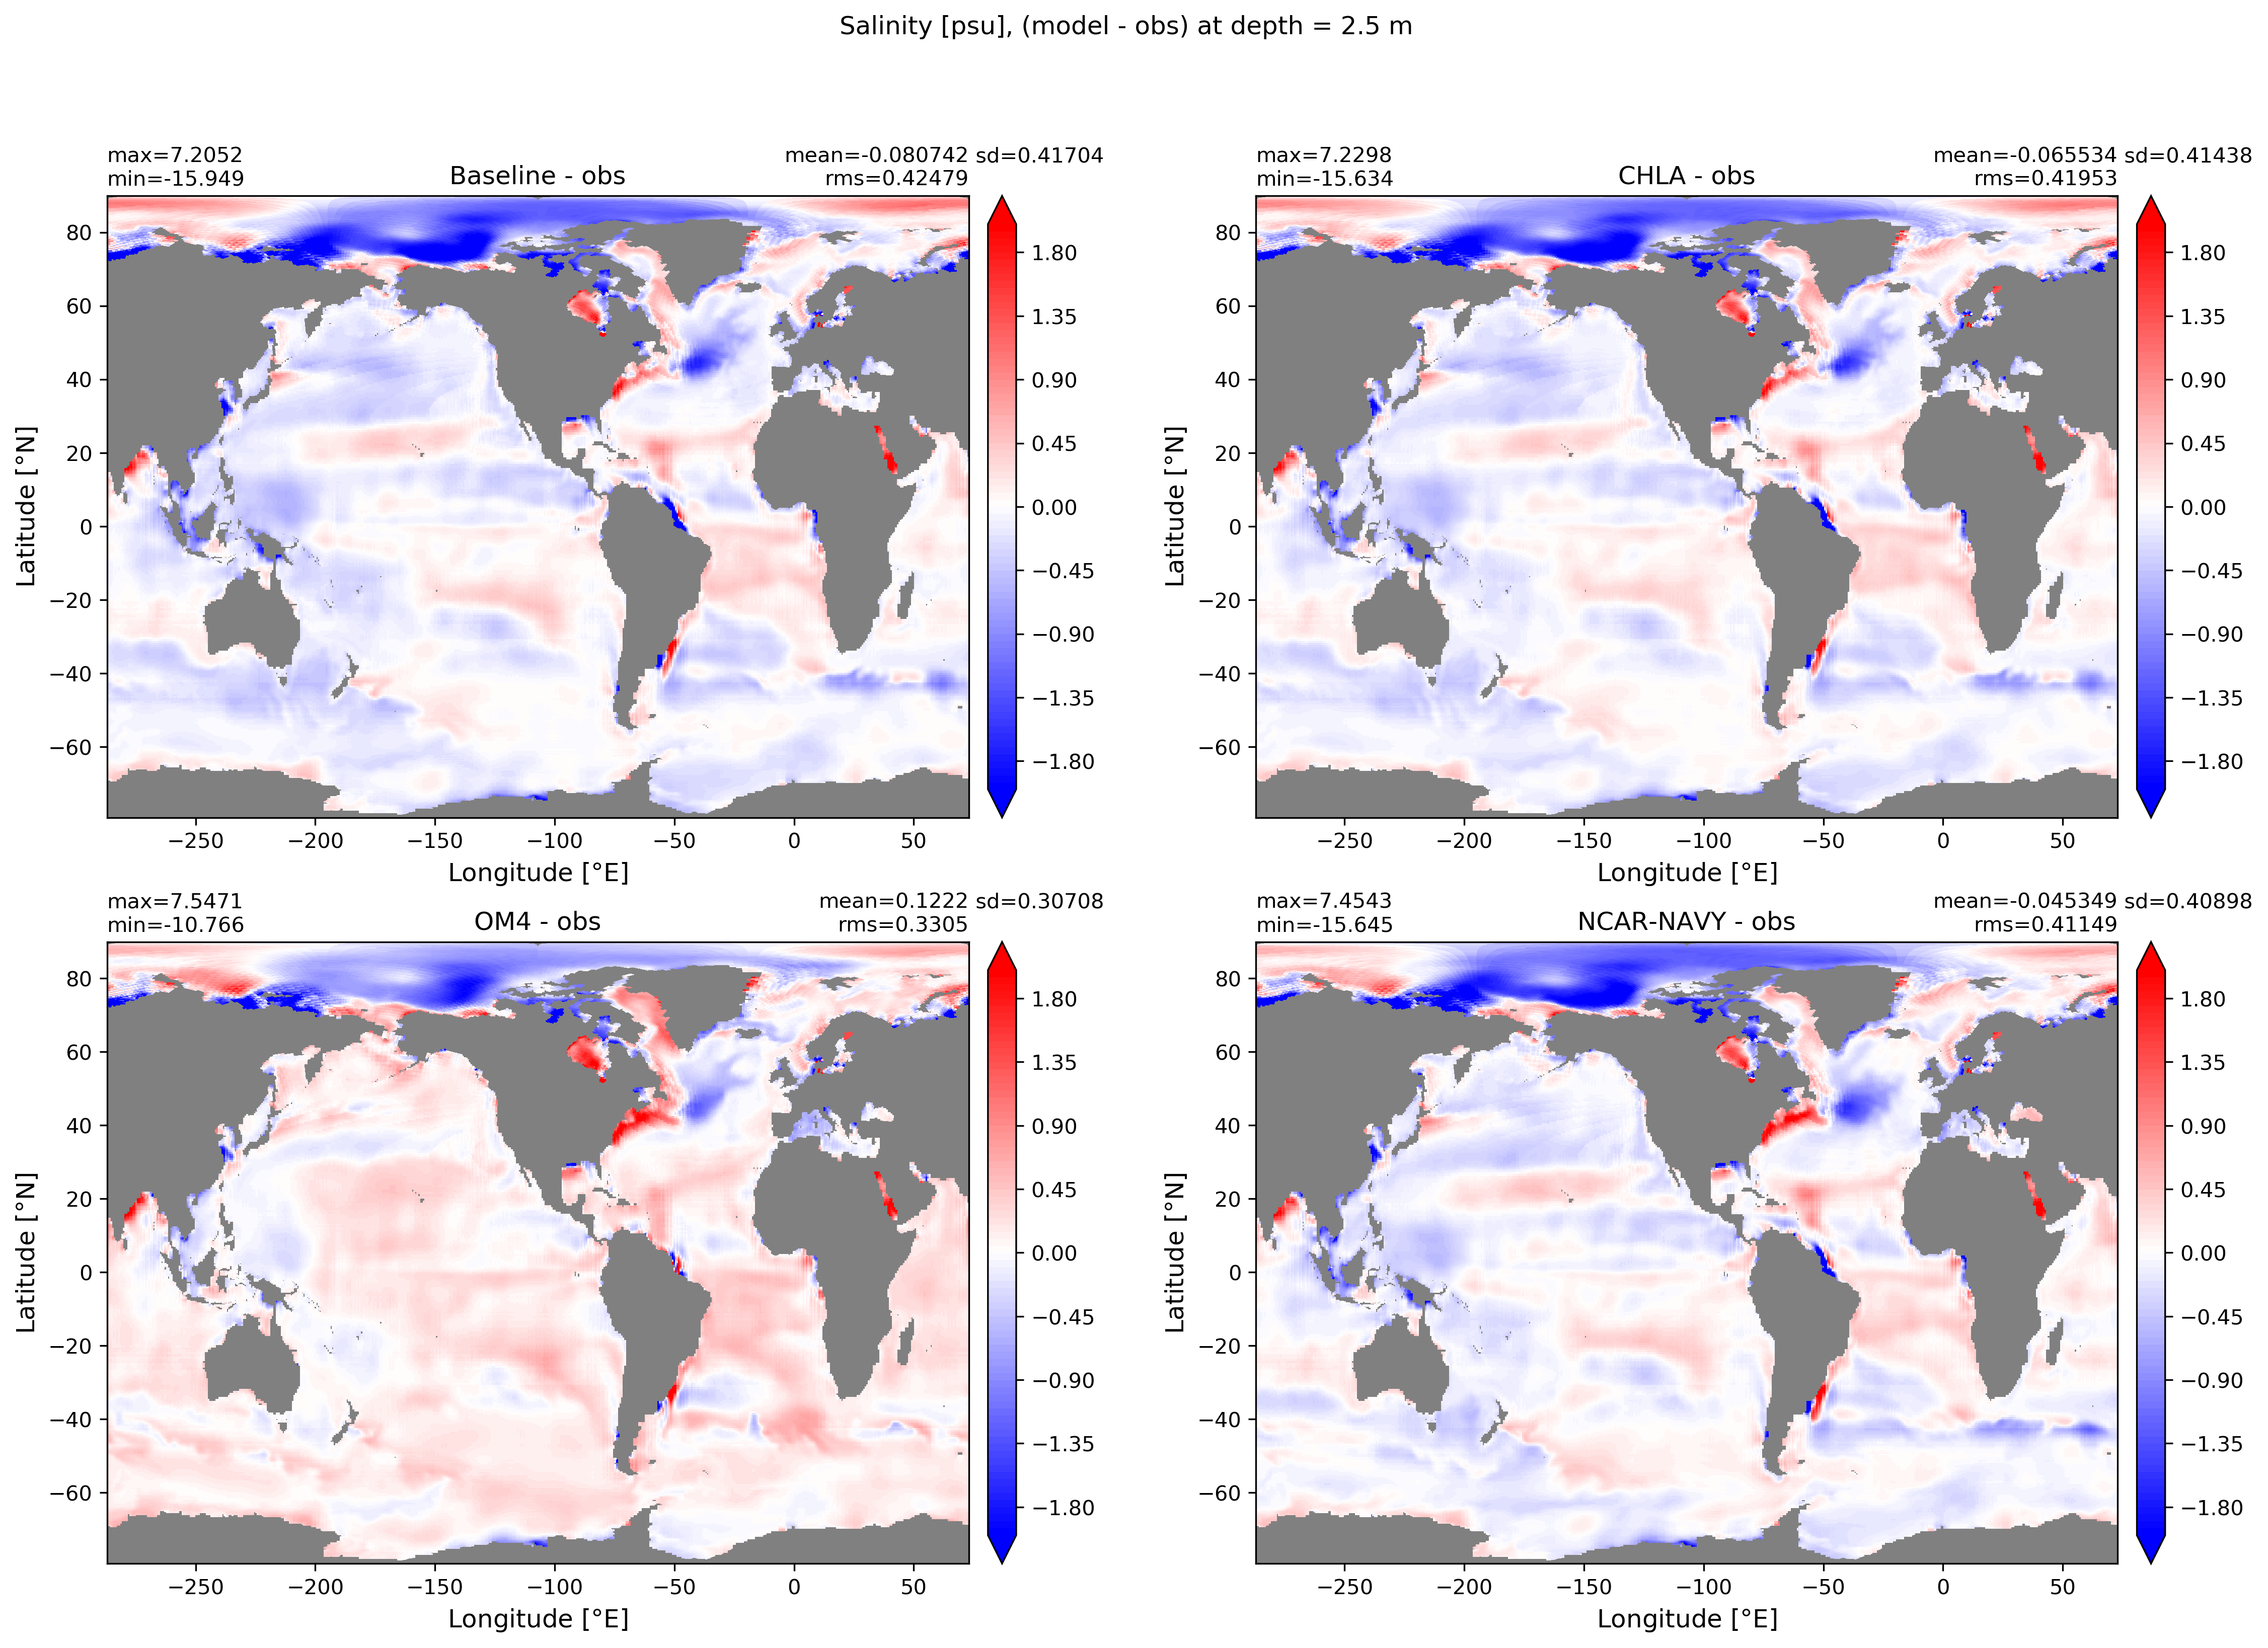 Salinity [psu], (model - obs) at depth = 2.5 m
max=7.2052
min=-15.949
Baseline - obs
mean=-0.080742 sd=0.41704
rms=0.42479
80
60
40
20
0
−20
−40
−60
Latitude [°N]
−250 −200 −150 −100 −50 0 50
Longitude [°E]
1.80
1.35
0.90
0.45
0.00
−0.45
−0.90
−1.35
−1.80
max=7.2298
min=-15.634
CHLA - obs
mean=-0.065534 sd=0.41438
rms=0.41953
80
60
40
20
0
−20
−40
−60
Latitude [°N]
−250 −200 −150 −100 −50 0 50
Longitude [°E]
1.80
1.35
0.90
0.45
0.00
−0.45
−0.90
−1.35
−1.80
max=7.5471
min=-10.766
OM4 - obs
mean=0.1222 sd=0.30708
rms=0.3305
80
60
40
20
0
−20
−40
−60
Latitude [°N]
−250 −200 −150 −100 −50 0 50
Longitude [°E]
1.80
1.35
0.90
0.45
0.00
−0.45
−0.90
−1.35
−1.80
max=7.4543
min=-15.645
NCAR-NAVY - obs
mean=-0.045349 sd=0.40898
rms=0.41149
80
60
40
20
0
−20
−40
−60
Latitude [°N]
−250 −200 −150 −100 −50 0 50
Longitude [°E]
1.80
1.35
0.90
0.45
0.00
−0.45
−0.90
−1.35
−1.80